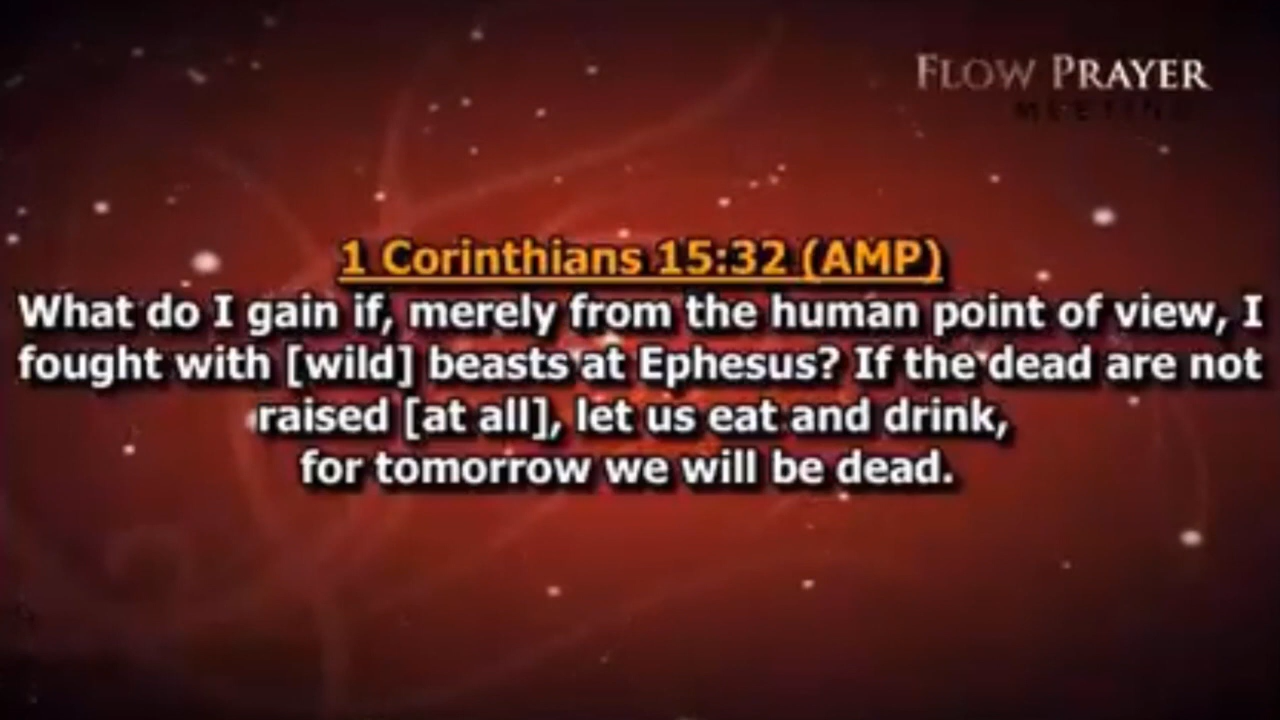 FLOW PRAYER
MEETING
1 Corinthians 15:32 (AMP)
What do I gain if, merely from the human point of view, I
fought with [wild] beasts at Ephesus? If the dead are not
raised [at all], let us eat and drink,
for tomorrow we will be dead.